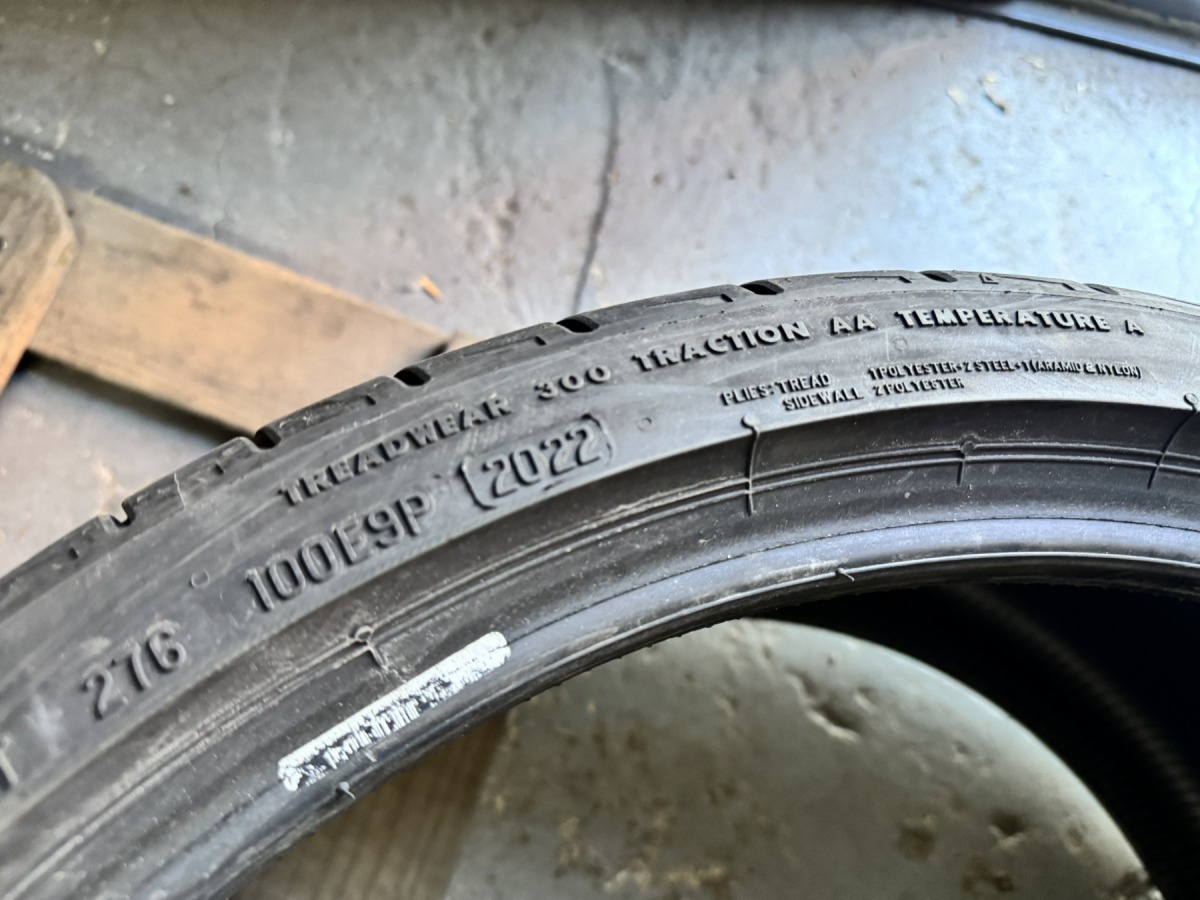 TREADWEAR 300 TRACTION AA TEMPERATURE A
PLIES: TREAD 1 POLYESTER + 2 STEEL + 1 (ARAMID & NYLON)
SIDEWALL 2 POLYESTER
276 100E9P (2022)